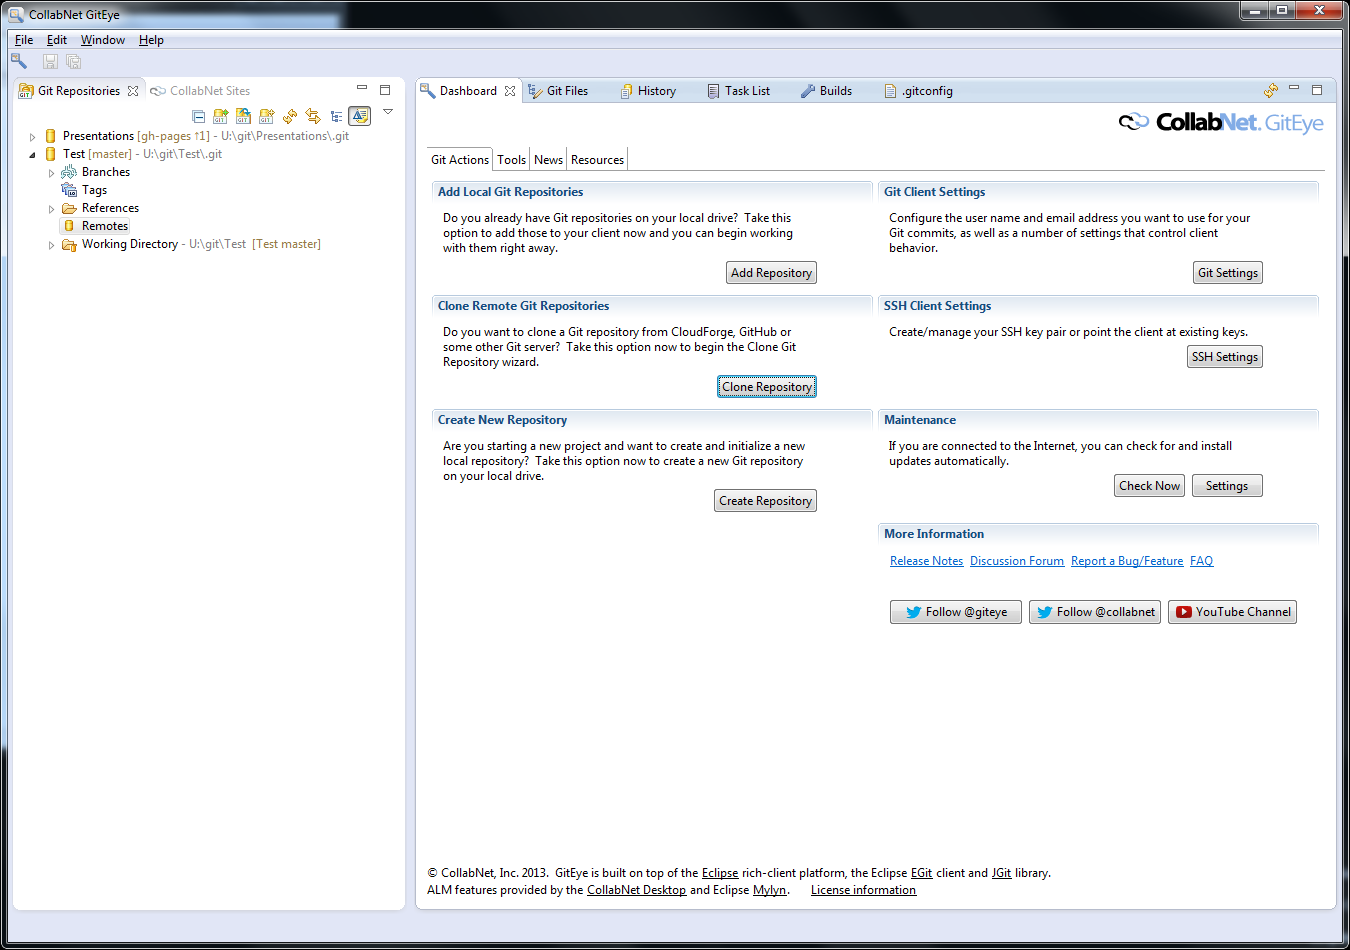 CollabNet GitEye
File Edit Window Help
Git Repositories
CollabNet Sites
Presentations [gh-pages ↑1] - U:\git\Presentations\.git
Test [master] - U:\git\Test\.git
Branches
Tags
References
Remotes
Working Directory - U:\git\Test [Test master]
Dashboard
Git Files
History
Task List
Builds
.gitconfig
CollabNet. GitEye
Git Actions
Tools
News
Resources
Add Local Git Repositories
Do you already have Git repositories on your local drive?  Take this
option to add those to your client now and you can begin working
with them right away.
Add Repository
Clone Remote Git Repositories
Do you want to clone a Git repository from CloudForge, GitHub or
some other Git server?  Take this option now to begin the Clone Git
Repository wizard.
Clone Repository
Create New Repository
Are you starting a new project and want to create and initialize a new
local repository?  Take this option now to create a new Git repository
on your local drive.
Create Repository
Git Client Settings
Configure the user name and email address you want to use for your
Git commits, as well as a number of settings that control client
behavior.
Git Settings
SSH Client Settings
Create/manage your SSH key pair or point the client at existing keys.
SSH Settings
Maintenance
If you are connected to the Internet, you can check for and install
updates automatically.
Check Now
Settings
More Information
Release Notes Discussion Forum Report a Bug/Feature FAQ
Follow @giteye
Follow @collabnet
YouTube Channel
© CollabNet, Inc. 2013.  GitEye is built on top of the Eclipse rich-client platform, the Eclipse EGit client and JGit library.
ALM features provided by the CollabNet Desktop and Eclipse Mylyn.
License information